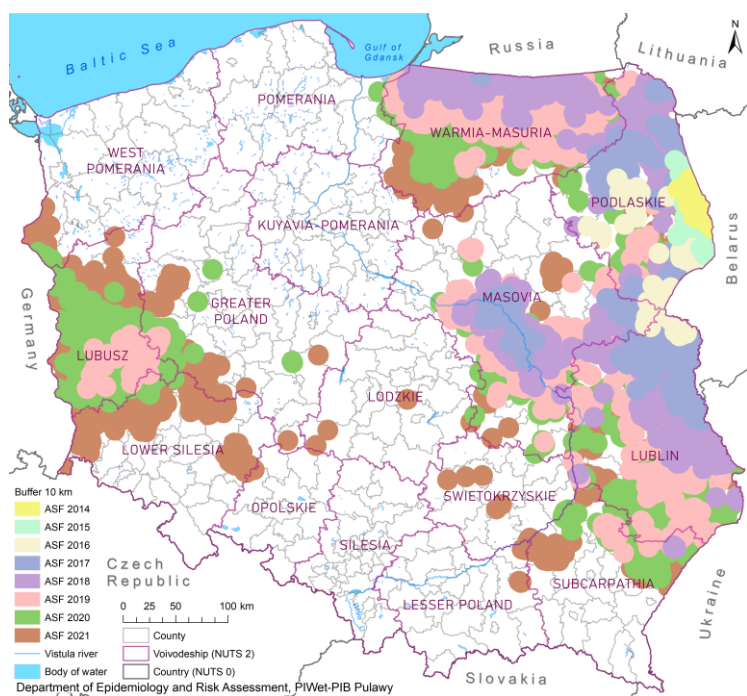 Baltic Sea
Gulf of
Gdansk
Russia
Lithuania
N
POMERANIA
WARMIA-MASURIA
WEST
POMERANIA
PODLASKIE
KUYAVIA-POMERANIA
Belarus
MASOVIA
GREATER
POLAND
Germany
LUBUSZ
LODZKIE
LOWER SILESIA
LUBLIN
SWIETOKRZYSKIE
OPOLSKIE
SILESIA
SUBCARPATHIA
LESSER POLAND
Czech
Republic
Ukraine
Slovakia
Buffer 10 km
ASF 2014
ASF 2015
ASF 2016
ASF 2017
ASF 2018
ASF 2019
ASF 2020
ASF 2021
Vistula river
Body of water
0 25 50 100 km
County
Voivodeship (NUTS 2)
Country (NUTS 0)
Department of Epidemiology and Risk Assessment, PIWet-PIB Pulawy